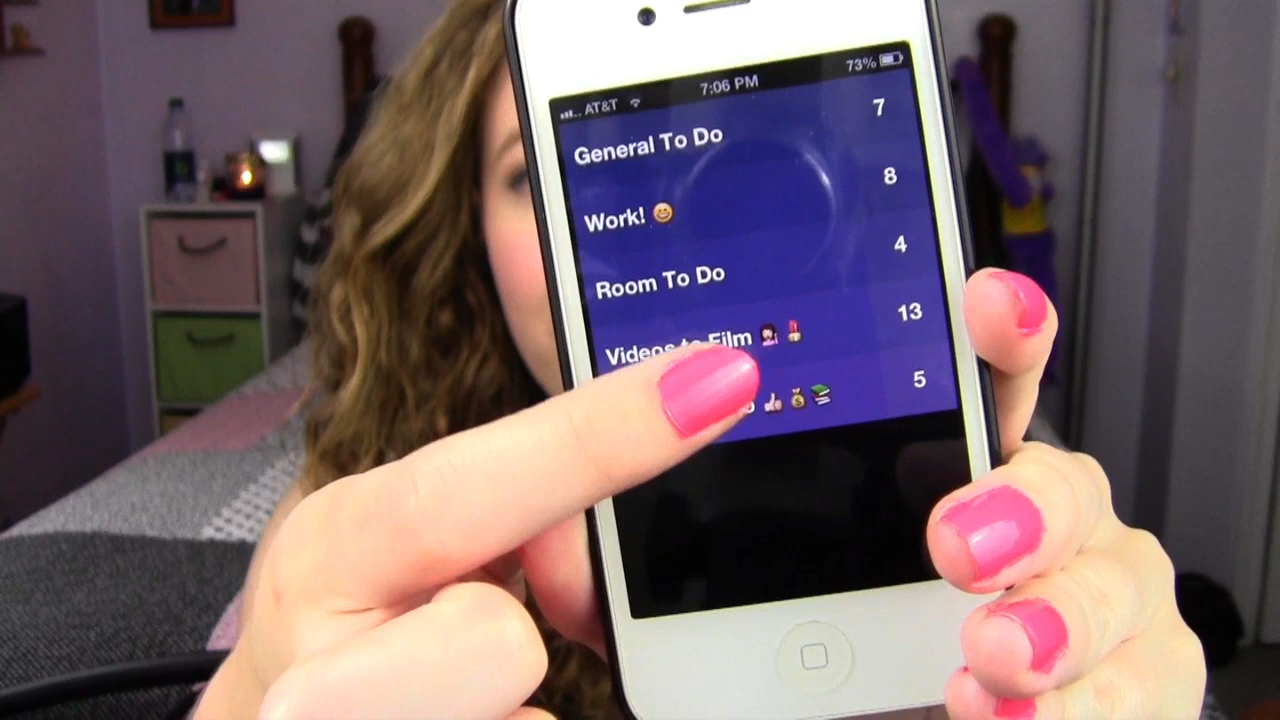 AT&T 7:06 PM 73%
General To Do 7
Work! 😄 8
Room To Do 4
Videos to Film 💇💄 13
👍💰📚 5